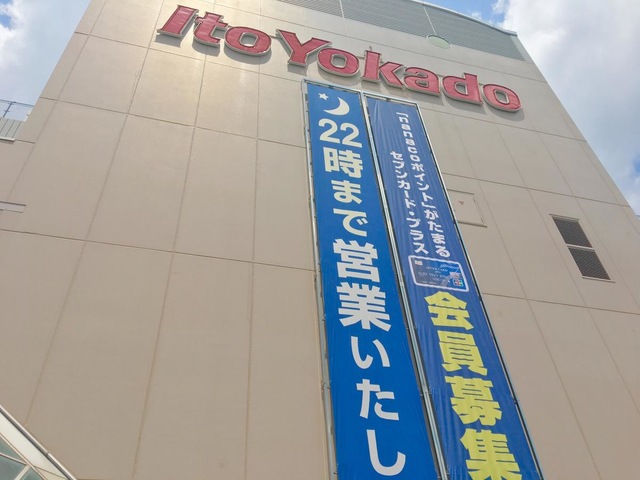 ItoYokado
22時まで営業いたし
「nanacoポイント」がたまる
セブンカード・プラス
会員募集